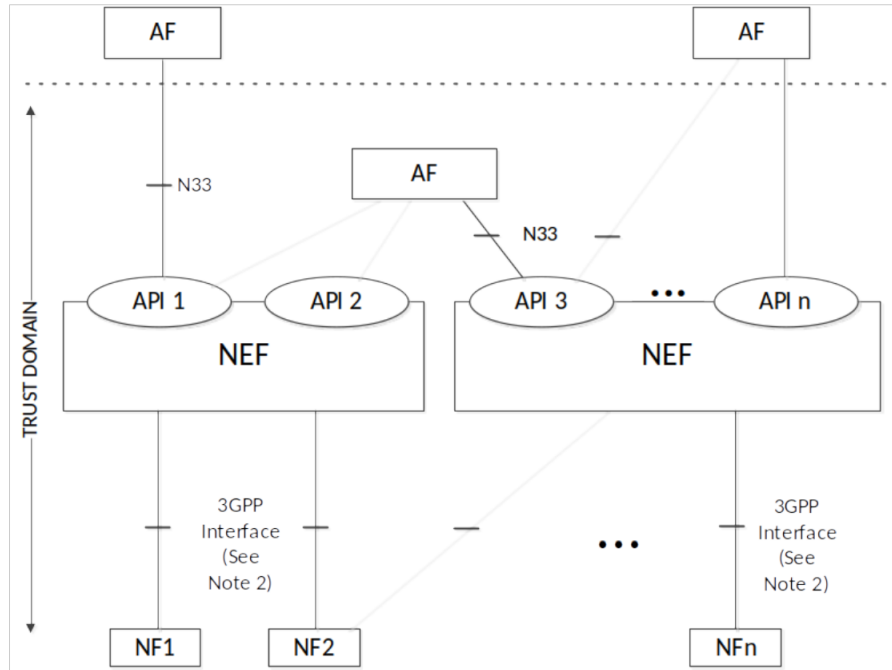 AF
AF
AF
N33
N33
API 1
API 2
API 3
•••
API n
NEF
NEF
TRUST DOMAIN
3GPP
Interface
(See
Note 2)
•••
3GPP
Interface
(See
Note 2)
NF1
NF2
NFn